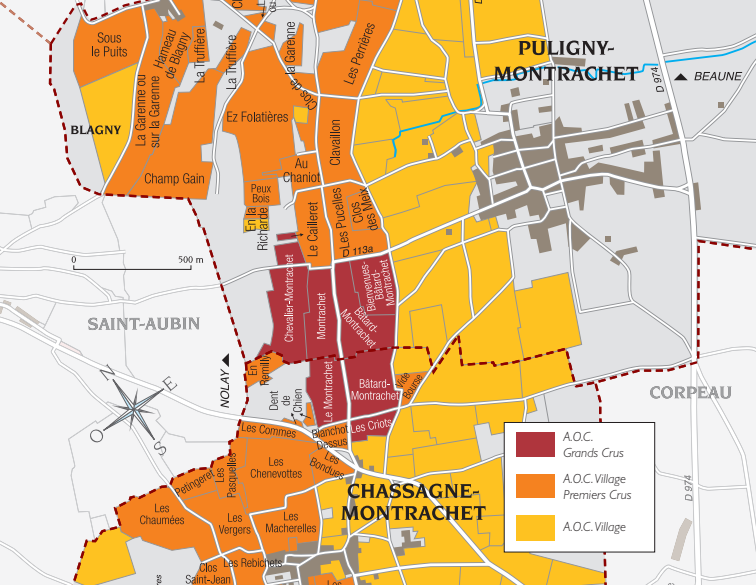 Sous
le Puits
Hameau
de Blagny
La Truffière
La Truffière
la Garenne
Clos de
Les Perrières
La Garenne ou
sur la Garenne
BLAGNY
Champ Gain
Ez Folatières
Clavaillon
Au
Chaniot
Peux
Bois
En la
Richarde
Le Cailleret
Les Pucelles
Clos
des Meix
D 113a
PULIGNY-
MONTRACHET
D 974
BEAUNE
0
500 m
SAINT-AUBIN
NOLAY
N
E
S
O
Chevalier-Montrachet
Montrachet
Bienvenues-
Bâtard-
Montrachet
Bâtard-
Montrachet
En
Remilly
Dent
de
Chien
Le Montrachet
Bâtard-
Montrachet
Vide
Bourse
Les Criots
Blanchot
Dessus
Les Commes
Les
Bondues
Les
Chenevottes
Les
Pasquelles
Petingeret
Les
Chaumées
Les
Vergers
Les
Macherelles
Clos
Saint-Jean
Les Rebichets
Les
CHASSAGNE-
MONTRACHET
CORPEAU
D 974
A.O.C.
Grands Crus
A.O.C. Village
Premiers Crus
A.O.C. Village